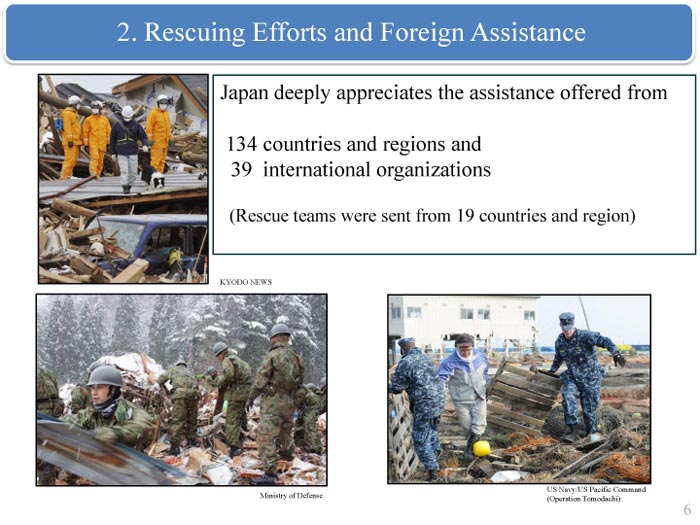 2. Rescuing Efforts and Foreign Assistance
Japan deeply appreciates the assistance offered from
134 countries and regions and
39 international organizations
(Rescue teams were sent from 19 countries and region)
KYODO NEWS
Ministry of Defense
US Navy/US Pacific Command
(Operation Tomodachi)
6